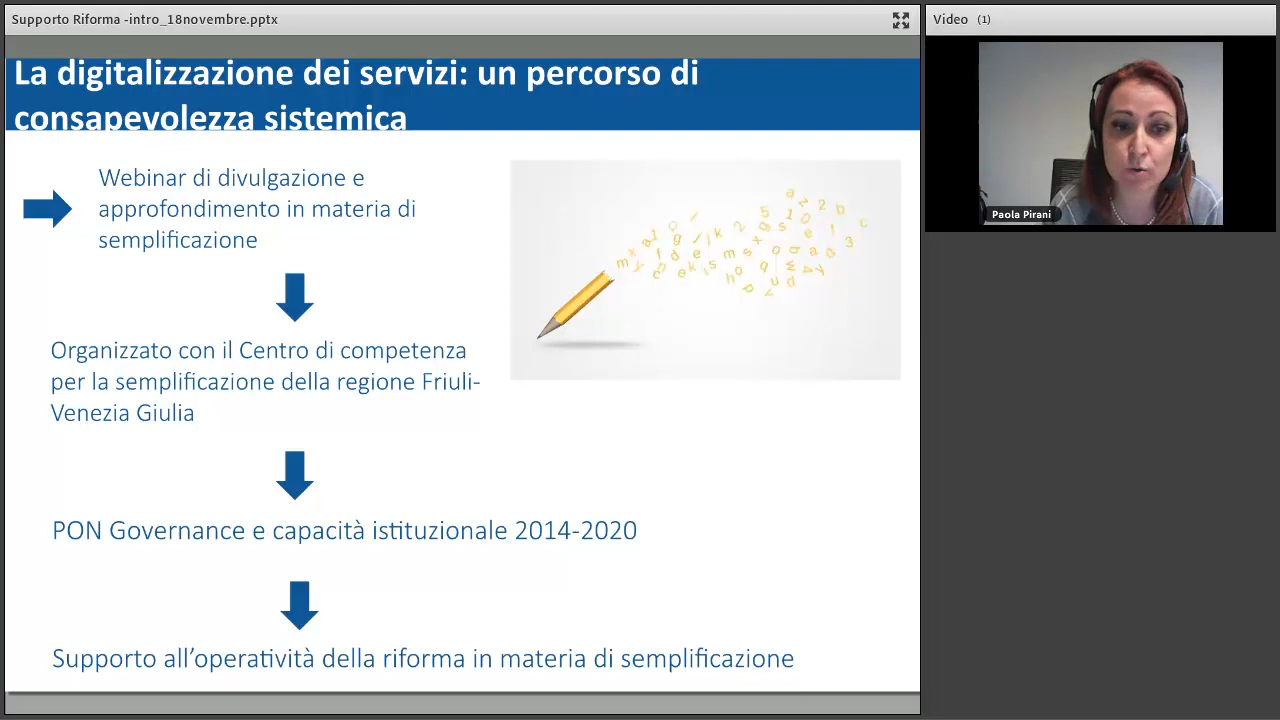 Supporto Riforma -intro_18novembre.pptx
Video (1)
La digitalizzazione dei servizi: un percorso di
consapevolezza sistemica
Paola Pirani
Webinar di divulgazione e
approfondimento in materia di
semplificazione
Organizzato con il Centro di competenza
per la semplificazione della regione Friuli-
Venezia Giulia
PON Governance e capacità istituzionale 2014-2020
Supporto all’operatività della riforma in materia di semplificazione